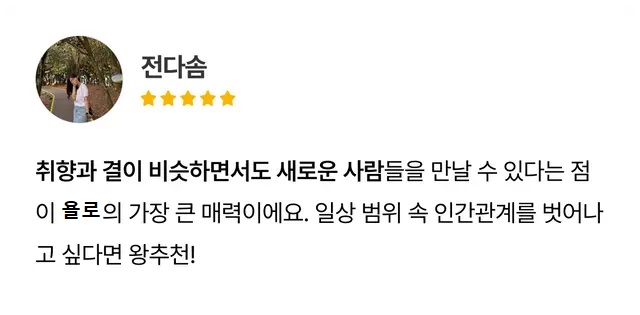 전다솜
취향과 결이 비슷하면서도 새로운 사람들을 만날 수 있다는 점
이 욜로의 가장 큰 매력이에요. 일상 범위 속 인간관계를 벗어나
고 싶다면 왕추천!